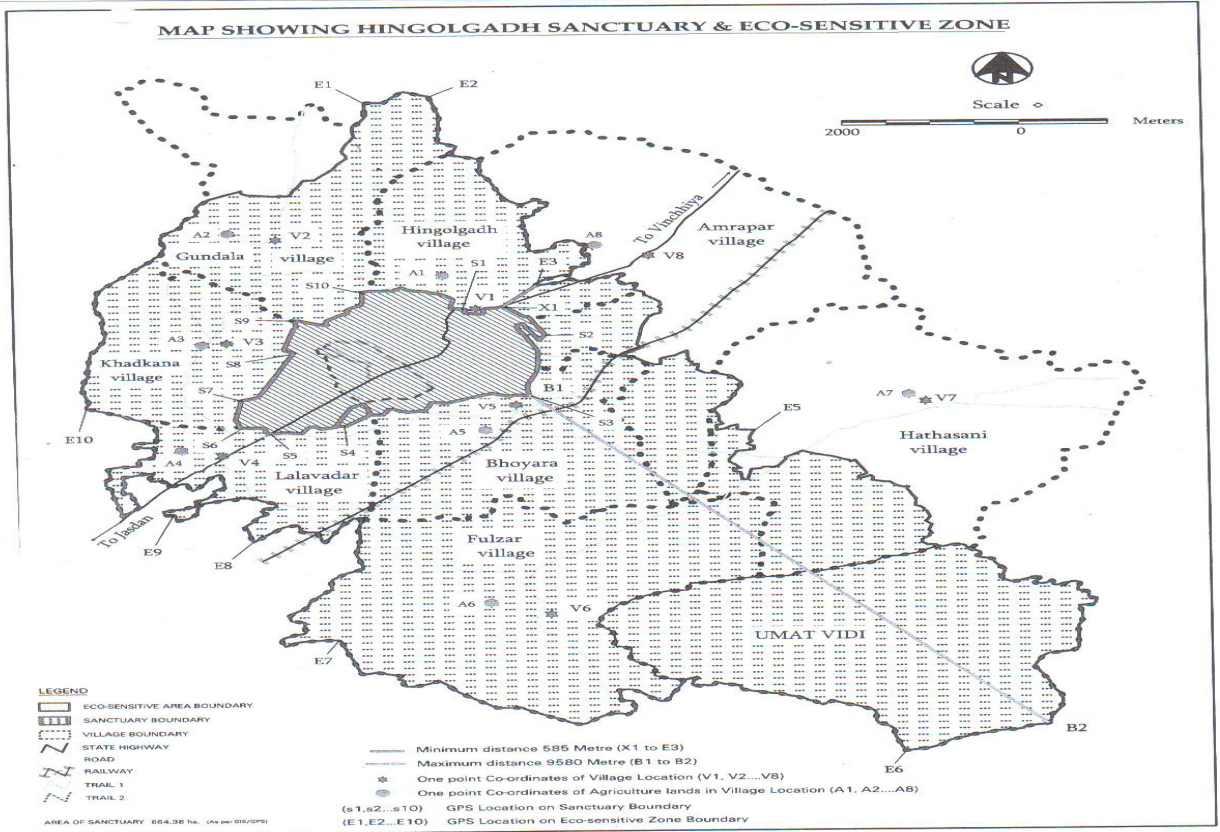 MAP SHOWING HINGOLGADH SANCTUARY & ECO-SENSITIVE ZONE
E1
E2
N
Scale
2000
0
Meters
A2
V2
Gundala village
Hingolgadh
village
A8
To Vinchhiya
V8
Amrapar
village
A1
S1
E3
S10
V1
X1
S9
S2
A3
V3
S8
Khadkana
village
S7
B1
A7
V7
V5
E10
S6
A5
S3
E5
S4
S5
A4
V4
Hathasani
village
Lalavadar
village
Bhoyara
village
To Jasdan
E9
E8
Fulzar
village
A6
V6
UMAT VIDI
E7
B2
E6
LEGEND
ECO-SENSITIVE AREA BOUNDARY
SANCTUARY BOUNDARY
VILLAGE BOUNDARY
STATE HIGHWAY
ROAD
RAILWAY
TRAIL 1
TRAIL 2
AREA OF SANCTUARY 654.38 ha. (As per GIS/GPS)
Minimum distance 585 Metre (X1 to E3)
Maximum distance 9580 Metre (B1 to B2)
One point Co-ordinates of Village Location (V1, V2....V8)
One point Co-ordinates of Agriculture lands in Village Location (A1, A2....A8)
(s1,s2...s10) GPS Location on Sanctuary Boundary
(E1,E2...E10) GPS Location on Eco-sensitive Zone Boundary